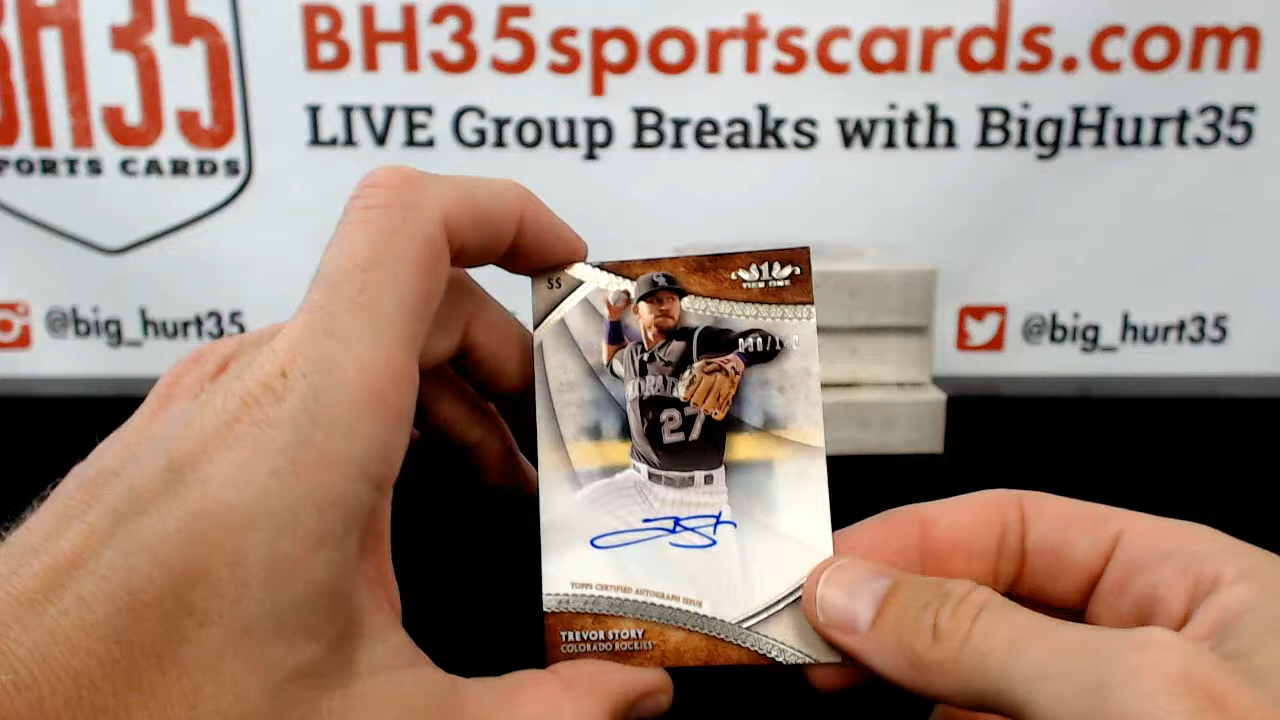 BH35
PORTS CARDS
BH35sportscards.com
LIVE Group Breaks with BigHurt35
@big_hurt35
@big_hurt35
SS
1
TIER ONE
27
TOPPS CERTIFIED AUTOGRAPH ISSUE
TREVOR STORY
COLORADO ROCKIES